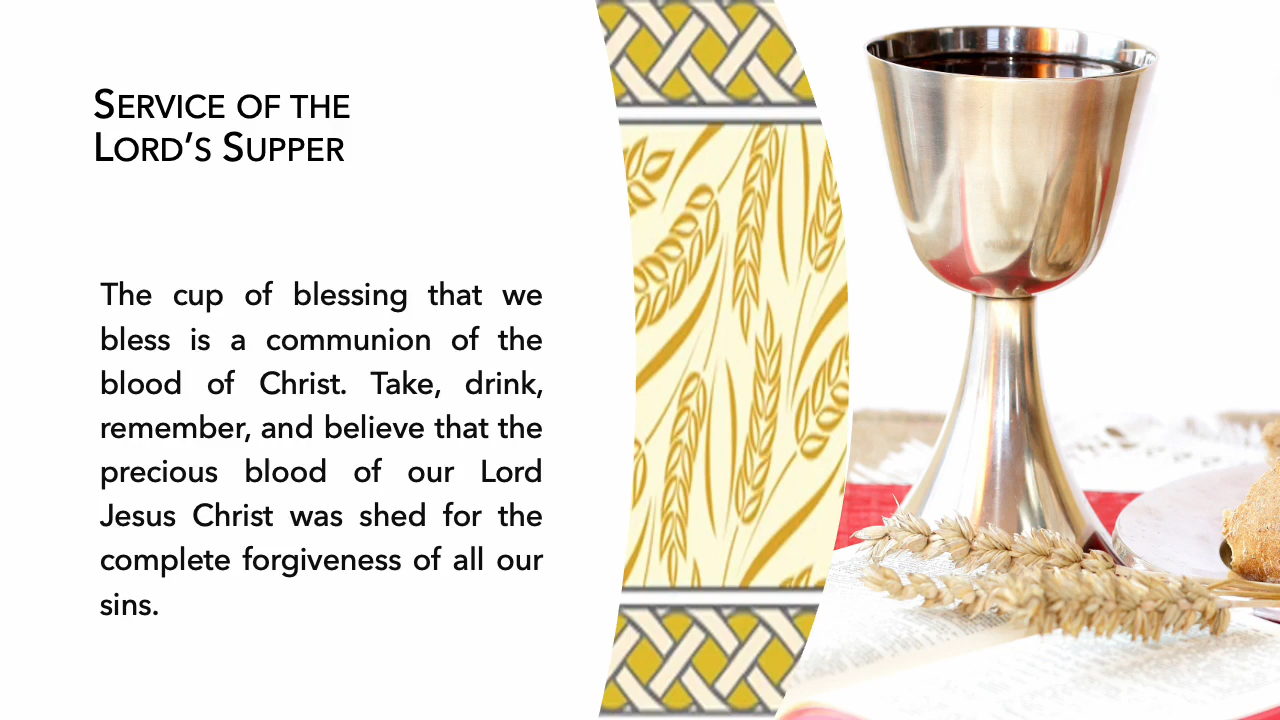 SERVICE OF THE
LORD'S SUPPER
The cup of blessing that we
bless is a communion of the
blood of Christ. Take, drink,
remember, and believe that the
precious blood of our Lord
Jesus Christ was shed for the
complete forgiveness of all our
sins.